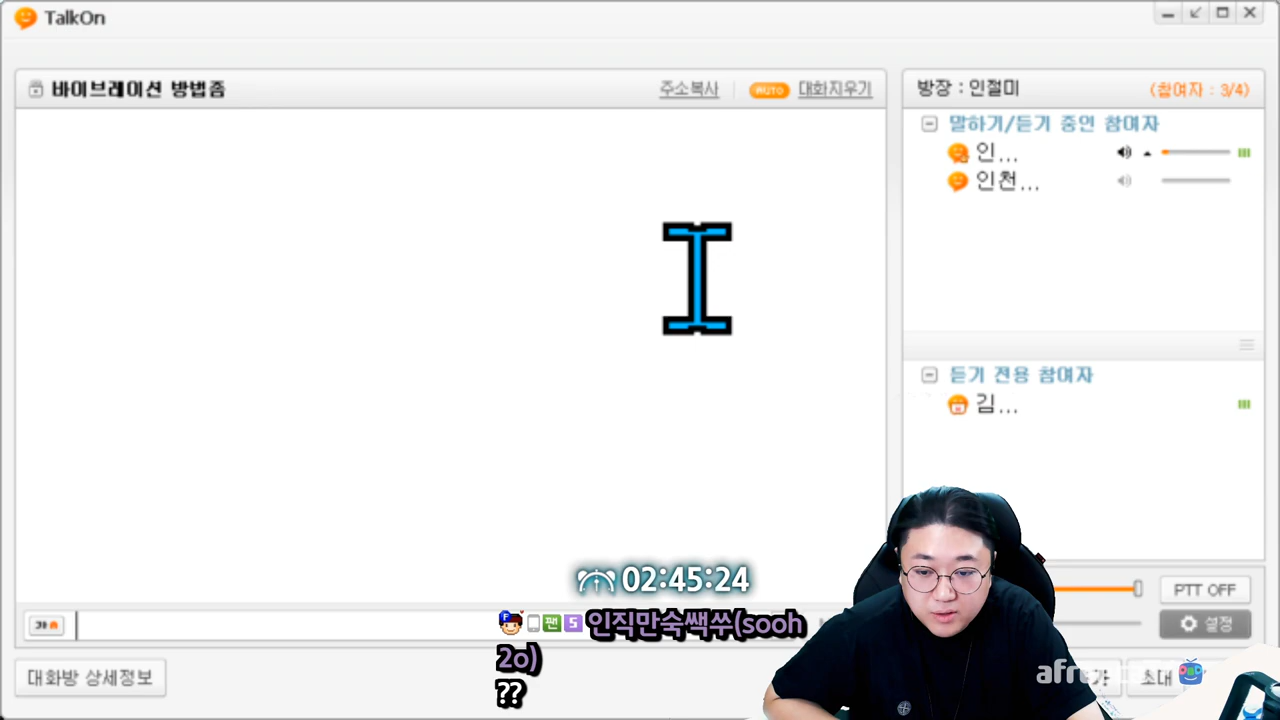 TalkOn
바이브레이션 방법좀
주소복사
AUTO 대화지우기
방장 : 인절미
(참여자 : 3/4)
말하기/듣기 중인 참여자
인...
인천...
듣기 전용 참여자
김...
02:45:24
PTT OFF
가
팬 S 인직만숙쌕쑤(sooh
2o)
??
설정
대화방 상세정보
초대